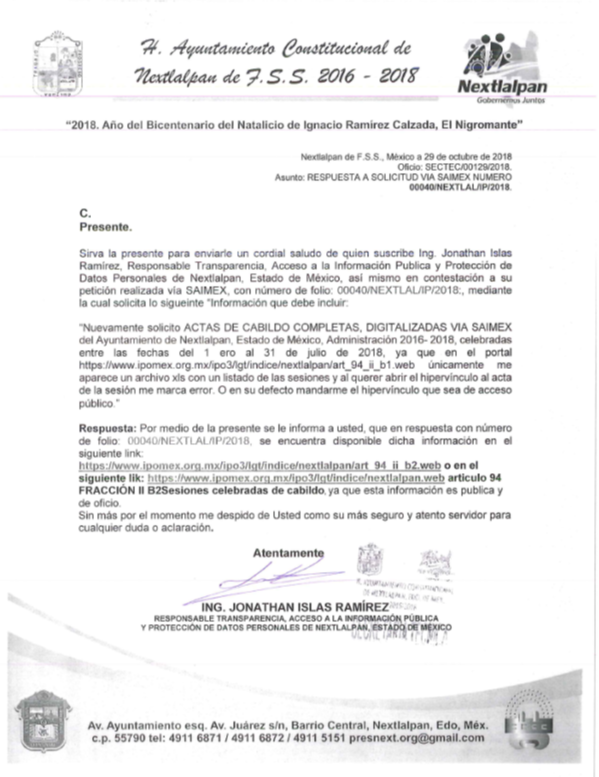 H. Ayuntamiento Constitucional de
Nextlalpan de F.S.S. 2016 - 2018
Nextlalpan
Gobernemos Juntos
“2018. Año del Bicentenario del Natalicio de Ignacio Ramírez Calzada, El Nigromante”
Nextlalpan de F.S.S., México a 29 de octubre de 2018
Oficio: SECTEC/00129/2018.
Asunto: RESPUESTA A SOLICITUD VIA SAIMEX NUMERO
00040/NEXTLAL/IP/2018.
C.
Presente.
Sirva la presente para enviarle un cordial saludo de quien suscribe Ing. Jonathan Islas
Ramírez, Responsable Transparencia, Acceso a la Información Publica y Protección de
Datos Personales de Nextlalpan, Estado de México, así mismo en contestación a su
petición realizada vía SAIMEX, con número de folio: 00040/NEXTLAL/IP/2018:, mediante
la cual solicita lo sigueinte “Información que debe incluir:
“Nuevamente solicito ACTAS DE CABILDO COMPLETAS, DIGITALIZADAS VIA SAIMEX
del Ayuntamiento de Nextlalpan, Estado de México, Administración 2016- 2018, celebradas
entre las fechas del 1 ero al 31 de julio de 2018, ya que en el portal
https://www.ipomex.org.mx/ipo3/lgt/indice/nextlalpan/art_94_ii_b1.web únicamente me
aparece un archivo xls con un listado de las sesiones y al querer abrir el hipervínculo al acta
de la sesión me marca error. O en su defecto mandarme el hipervínculo que sea de acceso
público.”
Respuesta: Por medio de la presente se le informa a usted, que en respuesta con número
de folio: 00040/NEXTLAL/IP/2018, se encuentra disponible dicha información en el
siguiente link:
https://www.ipomex.org.mx/ipo3/lgt/indice/nextlalpan/art_94_ii_b2.web o en el
siguiente lik: https://www.ipomex.org.mx/ipo3/lgt/indice/nextlalpan.web articulo 94
FRACCIÓN II B2Sesiones celebradas de cabildo, ya que esta información es publica y
de oficio.
Sin más por el momento me despido de Usted como su más seguro y atento servidor para
cualquier duda o aclaración.
Atentamente
ING. JONATHAN ISLAS RAMÍREZ
RESPONSABLE TRANSPARENCIA, ACCESO A LA INFORMACIÓN PÚBLICA
Y PROTECCIÓN DE DATOS PERSONALES DE NEXTLALPAN, ESTADO DE MÉXICO
Av. Ayuntamiento esq. Av. Juárez s/n, Barrio Central, Nextlalpan, Edo, Méx.
c.p. 55790 tel: 4911 6871 / 4911 6872 / 4911 5151 presnext.org@gmail.com